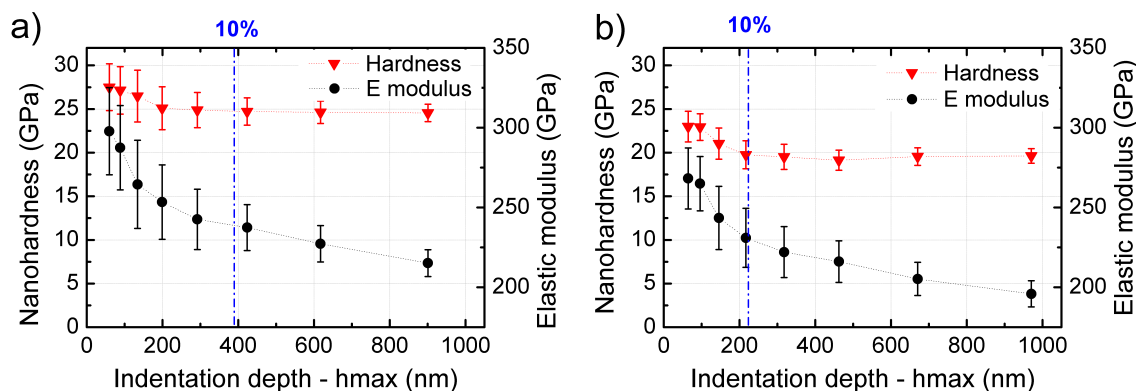 a)
10%
Nanohardness (GPa)
30
25
20
15
10
5
0
Hardness
E modulus
350
300
250
200
Elastic modulus (GPa)
0 200 400 600 800 1000
Indentation depth - hmax (nm)
b)
10%
Nanohardness (GPa)
30
25
20
15
10
5
0
Hardness
E modulus
350
300
250
200
Elastic modulus (GPa)
0 200 400 600 800 1000
Indentation depth - hmax (nm)